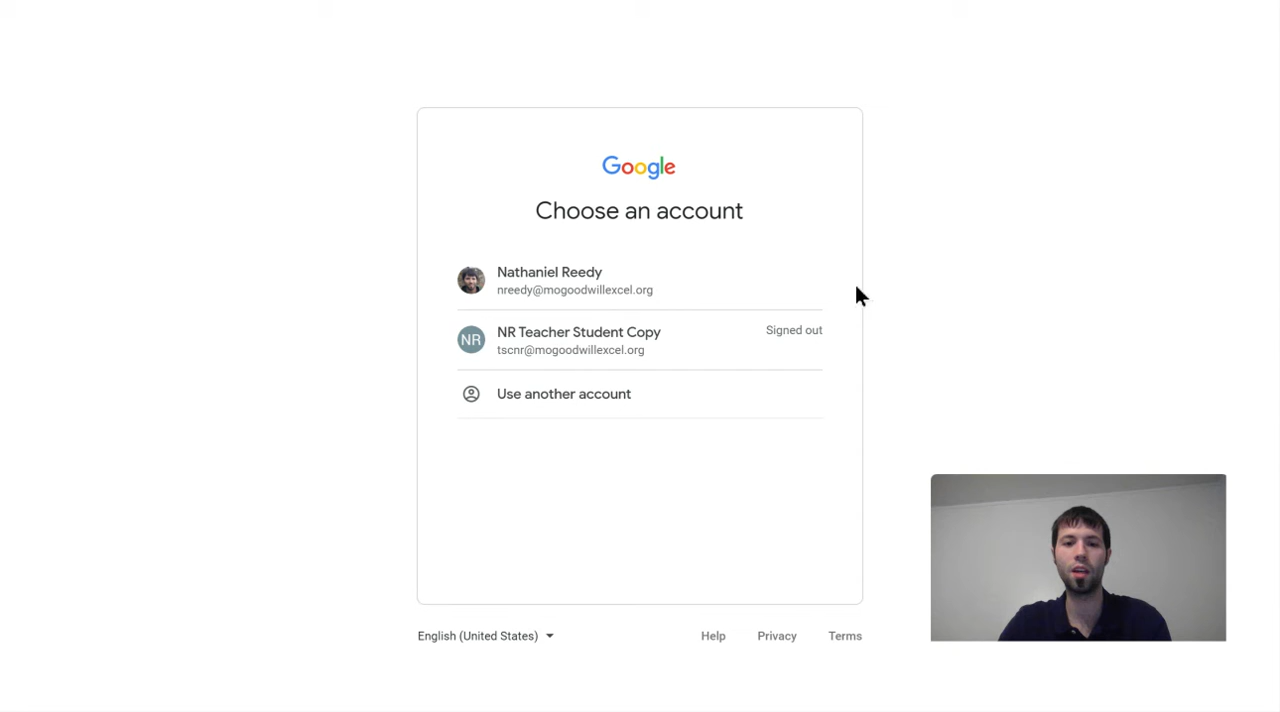 Google
Choose an account
Nathaniel Reedy
nreedy@mogoodwillexcel.org
NR Teacher Student Copy
Signed out
NR
tscnr@mogoodwillexcel.org
Use another account
English (United States)
Help
Privacy
Terms